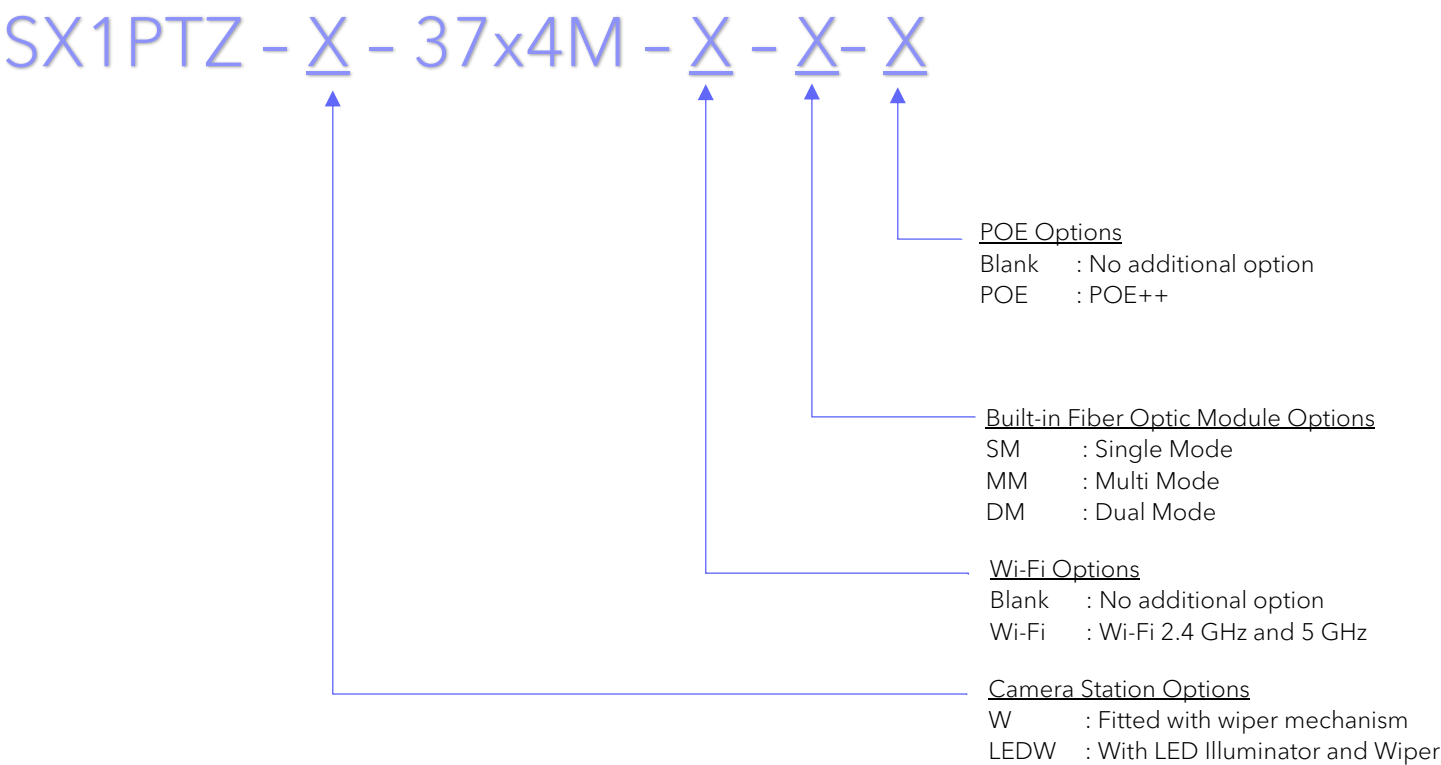 SX1PTZ – X – 37x4M – X – X– X
POE Options
Blank : No additional option
POE : POE++
Built-in Fiber Optic Module Options
SM : Single Mode
MM : Multi Mode
DM : Dual Mode
Wi-Fi Options
Blank : No additional option
Wi-Fi : Wi-Fi 2.4 GHz and 5 GHz
Camera Station Options
W : Fitted with wiper mechanism
LEDW : With LED Illuminator and Wiper